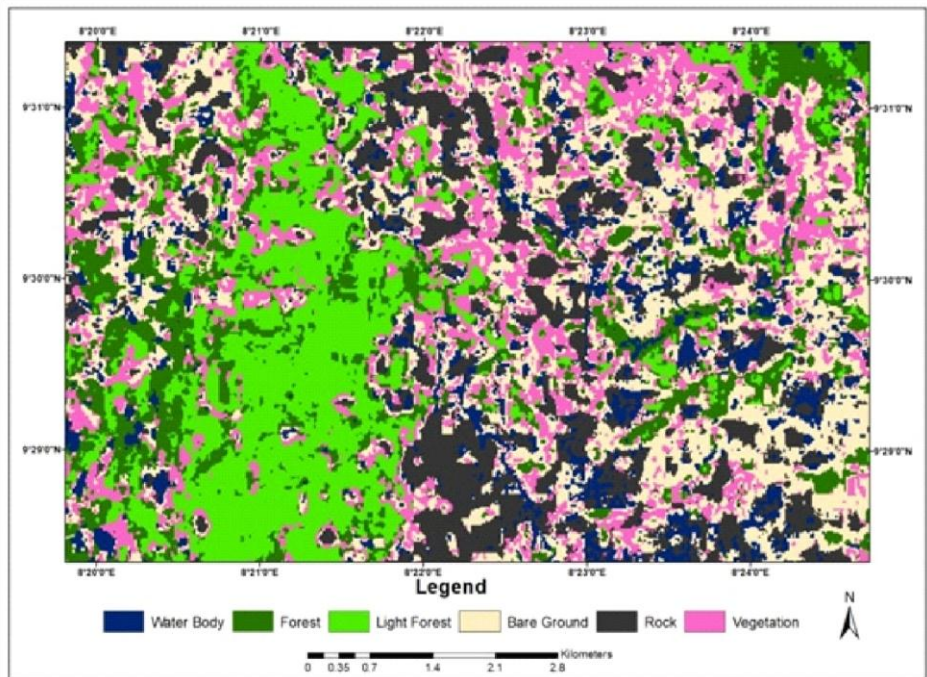 8°20'0"E 8°21'0"E 8°22'0"E 8°23'0"E 8°24'0"E
9°31'0"N 9°31'0"N
9°30'0"N 9°30'0"N
9°29'0"N 9°29'0"N
8°20'0"E 8°21'0"E 8°22'0"E 8°23'0"E 8°24'0"E
Legend
N
Water Body Forest Light Forest Bare Ground Rock Vegetation
Kilometers
0 0.35 0.7 1.4 2.1 2.8